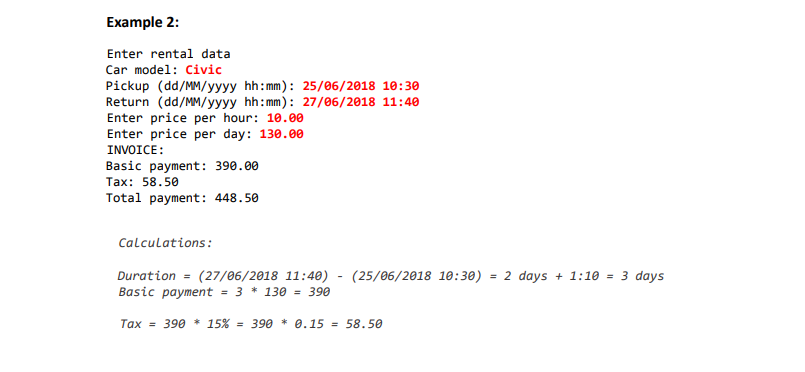 Example 2:
Enter rental data
Car model: Civic
Pickup (dd/MM/yyyy hh:mm): 25/06/2018 10:30
Return (dd/MM/yyyy hh:mm): 27/06/2018 11:40
Enter price per hour: 10.00
Enter price per day: 130.00
INVOICE:
Basic payment: 390.00
Tax: 58.50
Total payment: 448.50
Calculations:
Duration = (27/06/2018 11:40) - (25/06/2018 10:30) = 2 days + 1:10 = 3 days
Basic payment = 3 * 130 = 390
Tax = 390 * 15% = 390 * 0.15 = 58.50